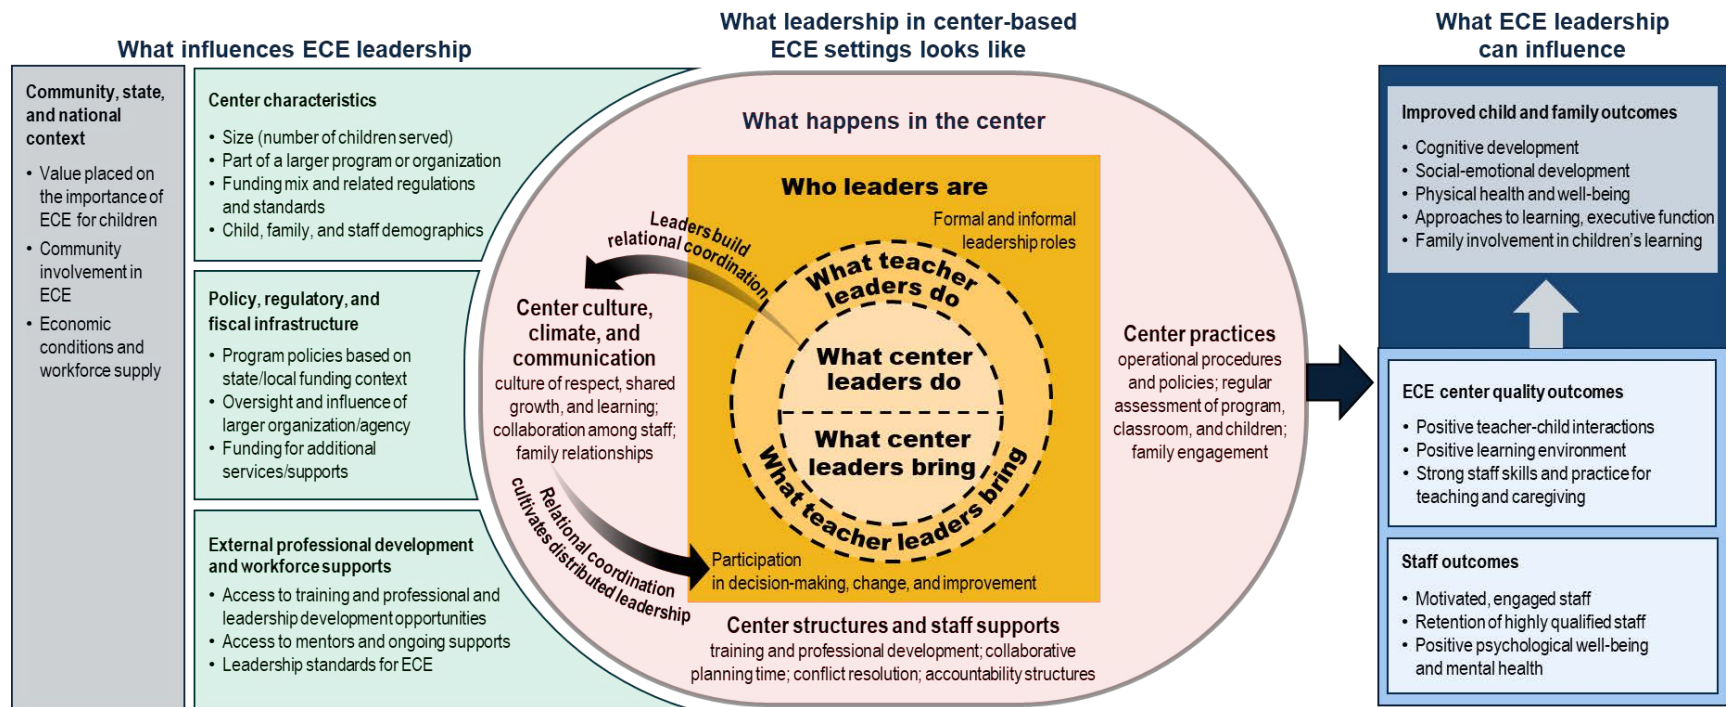 What influences ECE leadership
Community, state,
and national
context
• Value placed on
the importance of
ECE for children
• Community
involvement in
ECE
• Economic
conditions and
workforce supply
Center characteristics
• Size (number of children served)
• Part of a larger program or organization
• Funding mix and related regulations
and standards
• Child, family, and staff demographics
Policy, regulatory, and
fiscal infrastructure
• Program policies based on
state/local funding context
• Oversight and influence of
larger organization/agency
• Funding for additional
services/supports
External professional development
and workforce supports
• Access to training and professional and
leadership development opportunities
• Access to mentors and ongoing supports
• Leadership standards for ECE
What leadership in center-based
ECE settings looks like
What happens in the center
Who leaders are
Formal and informal
leadership roles
Leaders build
relational coordination
What teacher
leaders do
What center
leaders do
What center
leaders bring
What teacher leaders bring
Center culture,
climate, and
communication
culture of respect, shared
growth, and learning;
collaboration among staff;
family relationships
Relational coordination
cultivates distributed leadership
Participation
in decision-making, change, and improvement
Center practices
operational procedures
and policies; regular
assessment of program,
classroom, and children;
family engagement
Center structures and staff supports
training and professional development; collaborative
planning time; conflict resolution; accountability structures
What ECE leadership
can influence
Improved child and family outcomes
• Cognitive development
• Social-emotional development
• Physical health and well-being
• Approaches to learning, executive function
• Family involvement in children's learning
ECE center quality outcomes
• Positive teacher-child interactions
• Positive learning environment
• Strong staff skills and practice for
teaching and caregiving
Staff outcomes
• Motivated, engaged staff
• Retention of highly qualified staff
• Positive psychological well-being
and mental health